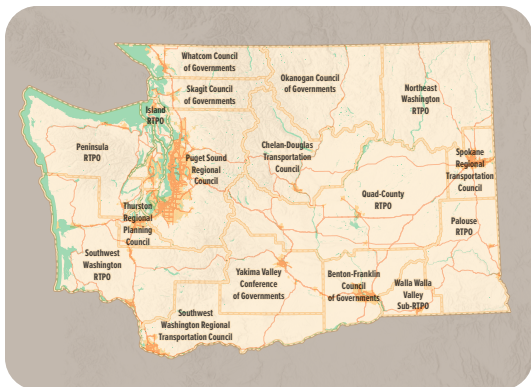 Whatcom Council
of Governments
Skagit Council
of Governments
Okanogan Council
of Governments
Northeast
Washington
RTPO
Island
RTPO
Peninsula
RTPO
Puget Sound
Regional
Council
Chelan-Douglas
Transportation
Council
Spokane
Regional
Transportation
Council
Quad-County
RTPO
Thurston
Regional
Planning
Council
Palouse
RTPO
Southwest
Washington
RTPO
Yakima Valley
Conference
of Governments
Benton-Franklin
Council
of Governments
Walla Walla
Valley
Sub-RTPO
Southwest
Washington Regional
Transportation Council